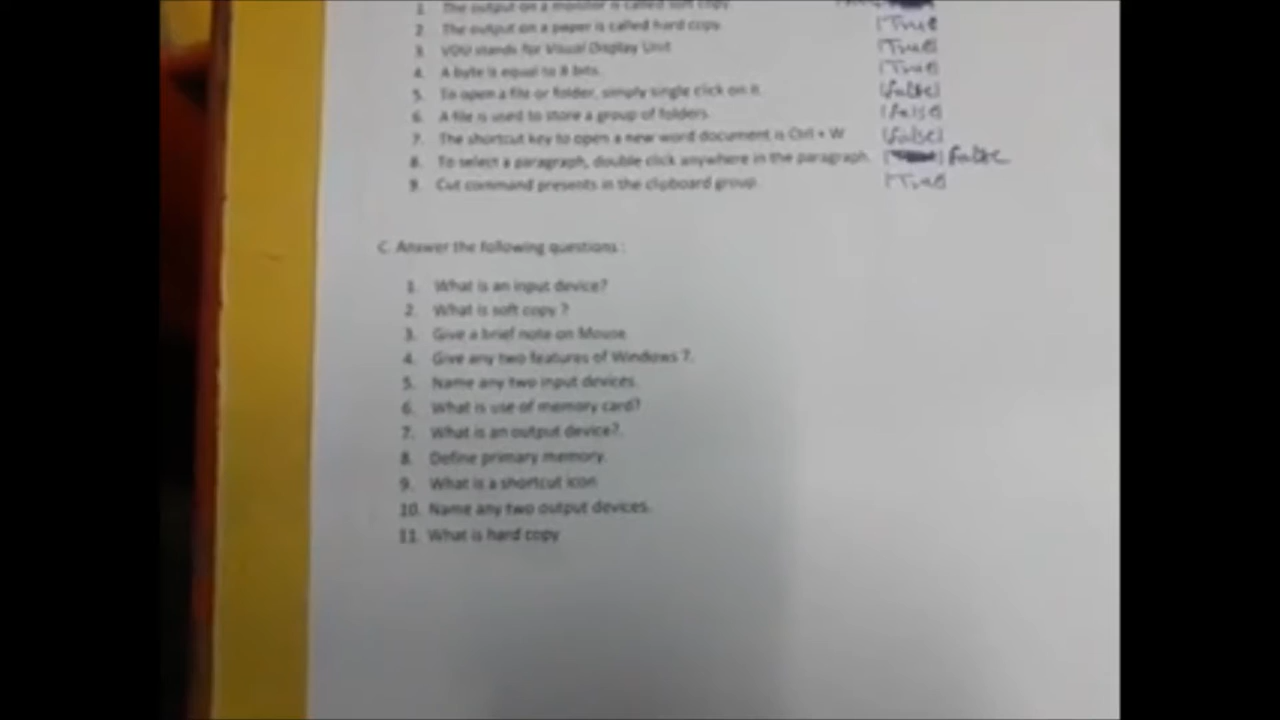 1. The output on a monitor is called soft copy.
2. The output on a paper is called hard copy. True
3. VDU stands for Visual Display Unit True
4. A byte is equal to 8 bits. True
5. To open a file or folder, simply single click on it. false
6. A file is used to store a group of folders. false
7. The shortcut key to open a new word document is Ctrl + W false
8. To select a paragraph, double click anywhere in the paragraph. false
9. Cut command presents in the clipboard group. True
C. Answer the following questions :
1. What is an input device?
2. What is soft copy ?
3. Give a brief note on Mouse
4. Give any two features of Windows 7.
5. Name any two input devices.
6. What is use of memory card?
7. What is an output device?.
8. Define primary memory.
9. What is a shortcut icon
10. Name any two output devices.
11. What is hard copy